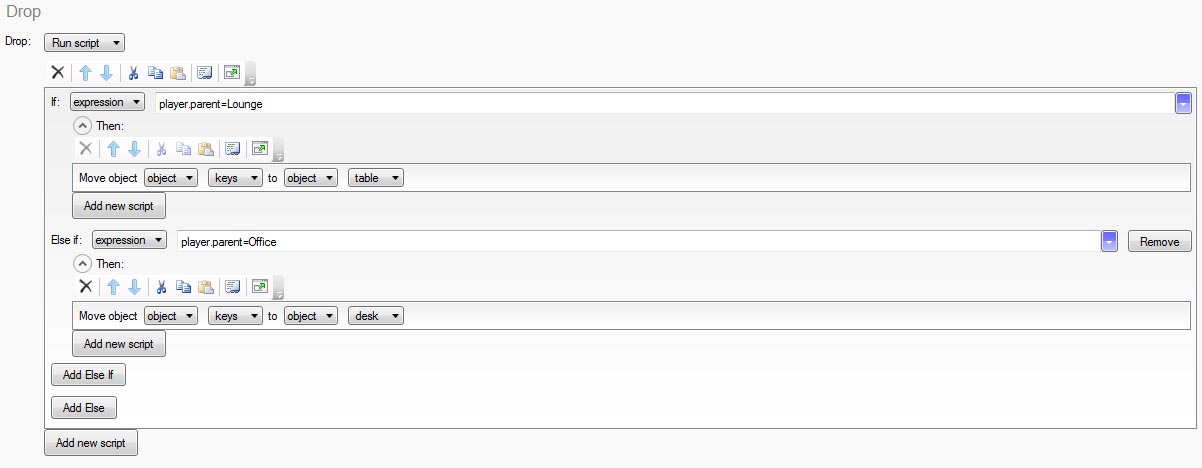 Drop
Drop: Run script
If: expression player.parent=Lounge
Then:
Move object object keys to object table
Add new script
Else if: expression player.parent=Office Remove
Then:
Move object object keys to object desk
Add new script
Add Else If
Add Else
Add new script